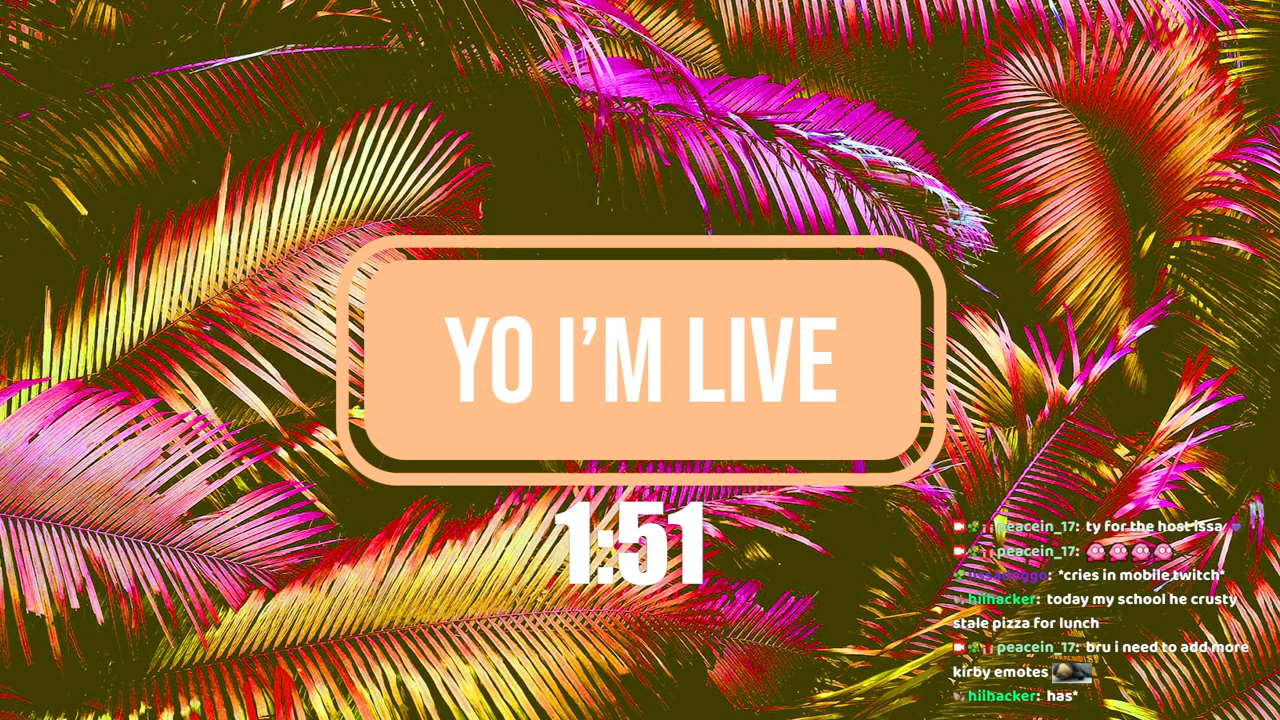 YO I’M LIVE
1:51
peacein_17: ty for the host issa
peacein_17:
: *cries in mobile twitch*
hiihacker: today my school he crusty
stale pizza for lunch
peacein_17: bru i need to add more
kirby emotes
hiihacker: has*